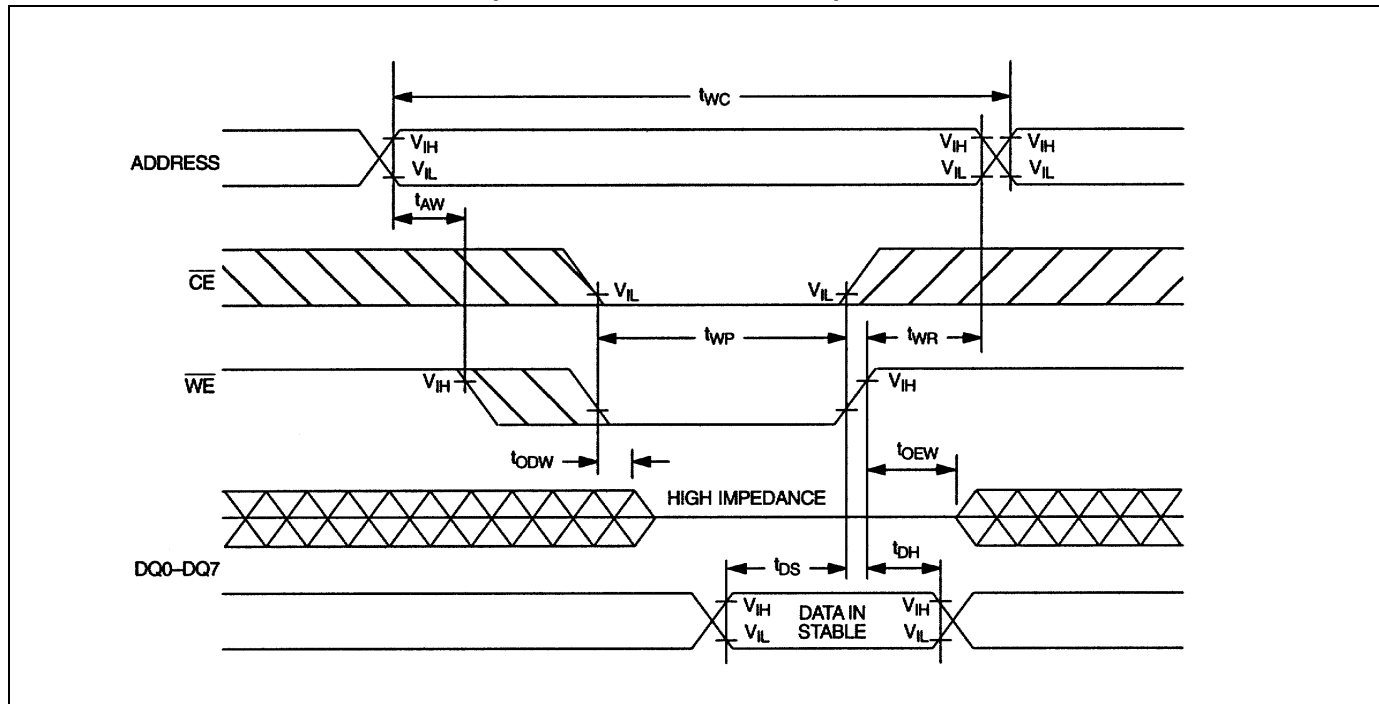 tWC
VIH
VIH
VIH
ADDRESS
VIL
VIL
VIL
tAW
CE
VIL
VIL
tWP
tWR
WE
VIH
VIH
tODW
tOEW
HIGH IMPEDANCE
DQ0–DQ7
tDS
tDH
VIH
DATA IN
STABLE
VIH
VIL
VIL